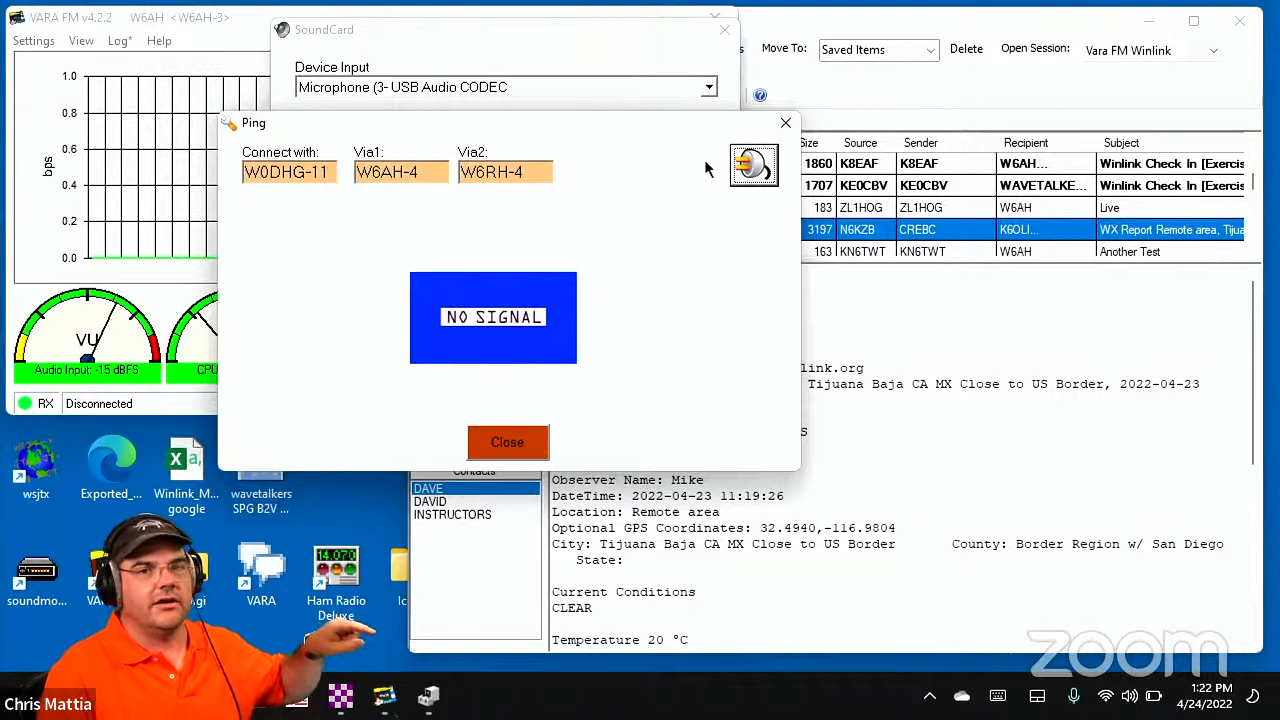 VARA FM v4.2.2 W6AH <W6AH-3>
Settings View Log* Help
SoundCard
Device Input
Microphone (3- USB Audio CODEC
Move To: Saved Items Delete Open Session: Vara FM Winlink
Ping
Connect with: Via1: Via2:
W0DHG-11 W6AH-4 W6RH-4
NO SIGNAL
Close
1.0
0.8
0.6
0.4
0.2
0.0
bps
VU
Audio Input: -15 dBFS
CPU
RX Disconnected
Size Source Sender Recipient Subject
1860 K8EAF K8EAF W6AH... Winlink Check In [Exercis
1707 KE0CBV KE0CBV WAVETALKE... Winlink Check In [Exercis
183 ZL1HOG ZL1HOG W6AH Live
3197 N6KZB CREBC K6OLI... WX Report Remote area, Tijua
163 KN6TWT KN6TWT W6AH Another Test
link.org
Tijuana Baja CA MX Close to US Border, 2022-04-23
Contacts
DAVE
DAVID
INSTRUCTORS
Observer Name: Mike
DateTime: 2022-04-23 11:19:26
Location: Remote area
Optional GPS Coordinates: 32.4940,-116.9804
City: Tijuana Baja CA MX Close to US Border County: Border Region w/ San Diego
State:
Current Conditions
CLEAR
Temperature 20 °C
wsjtx
Exported_...
Winlink_M...
google
wavetalkers
SPG B2V ...
soundmo...
VARA
14.070
Ham Radio
Deluxe
zoom
Chris Mattia
1:22 PM
4/24/2022